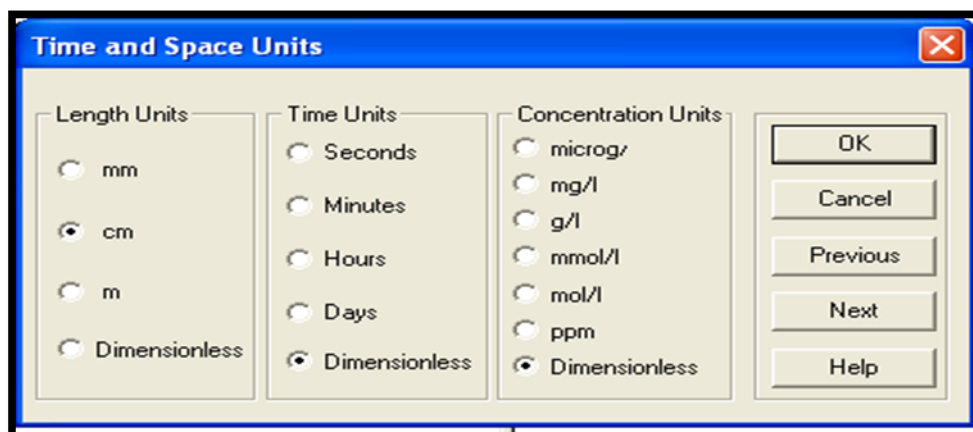 Time and Space Units
Length Units
mm
cm
m
Dimensionless
Time Units
Seconds
Minutes
Hours
Days
Dimensionless
Concentration Units
microg/
mg/l
g/l
mmol/l
mol/l
ppm
Dimensionless
OK
Cancel
Previous
Next
Help